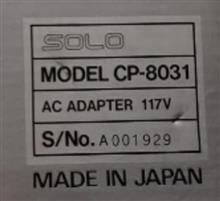 SOLO
MODEL CP-8031
AC ADAPTER 117V
S/No. A001929
MADE IN JAPAN